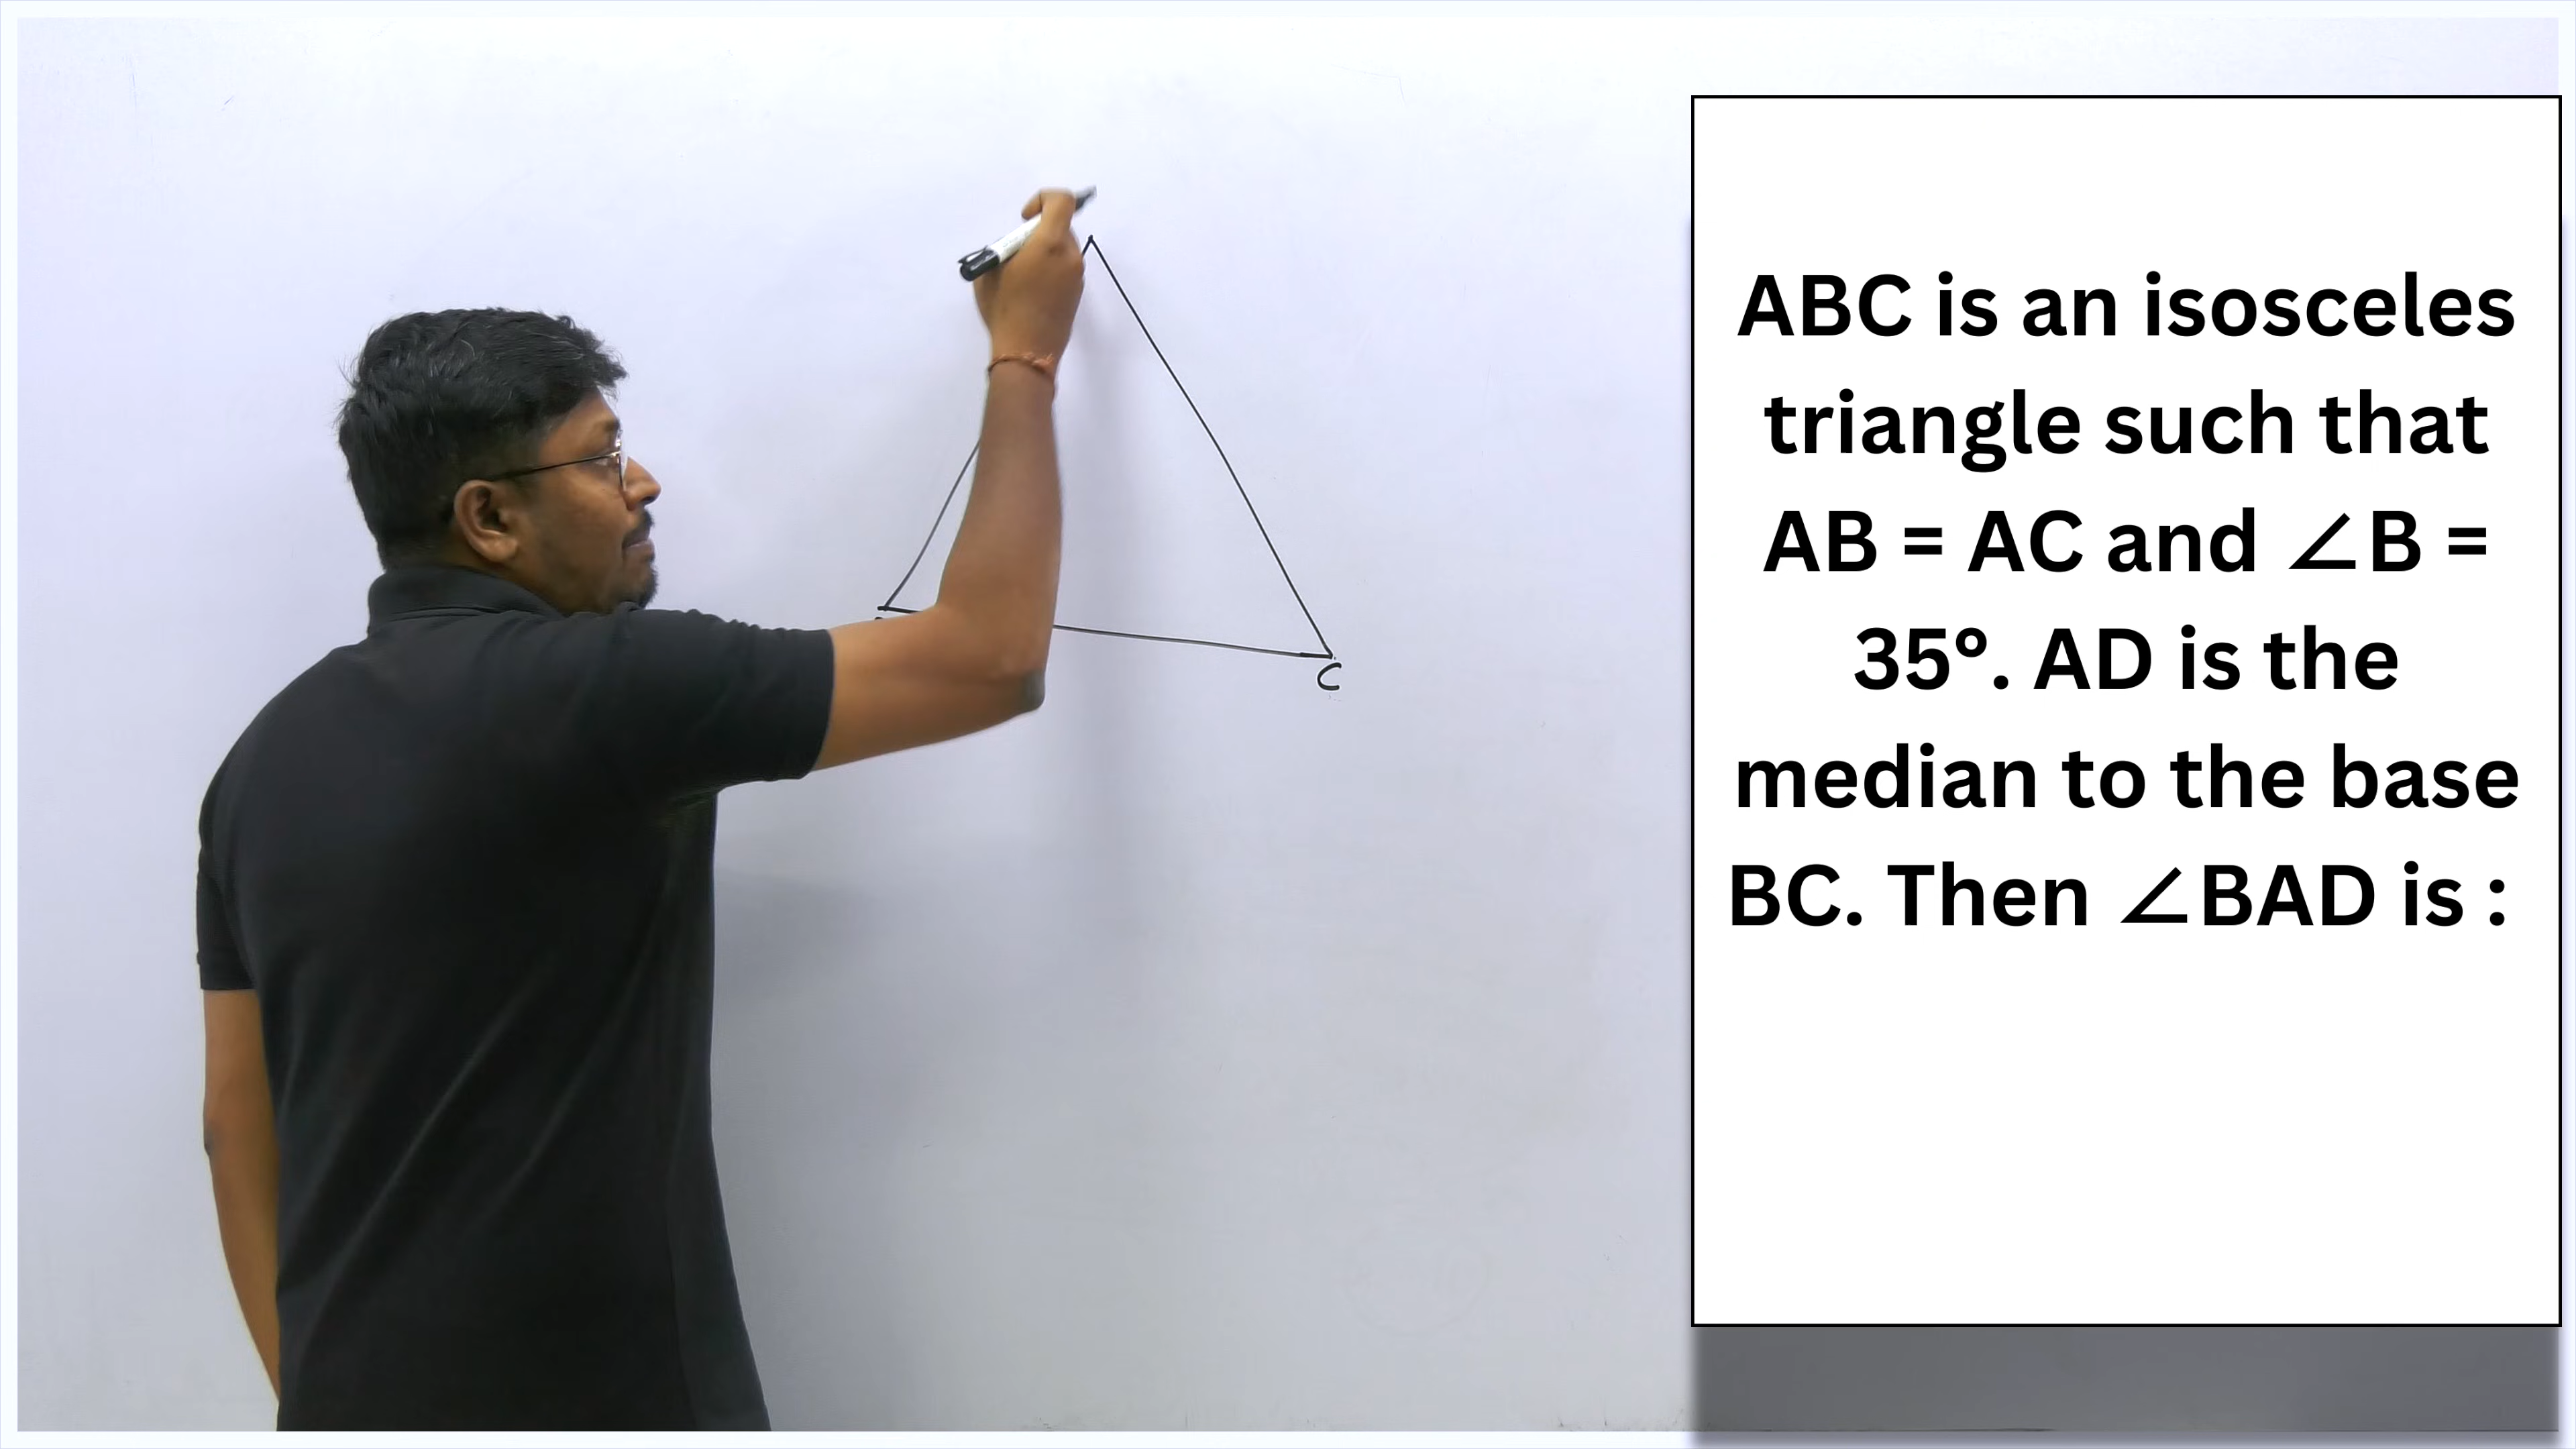 C
ABC is an isosceles
triangle such that
AB = AC and ∠B =
35°. AD is the
median to the base
BC. Then ∠BAD is :